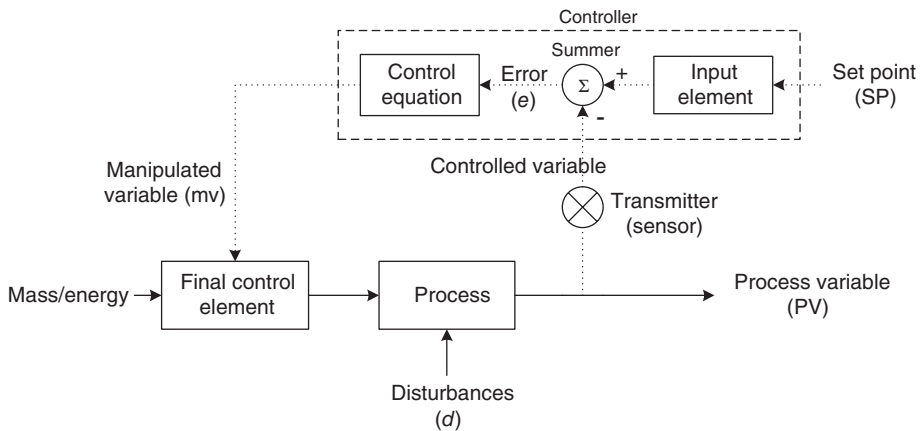 Controller
Summer
Control
equation
Error
(e)
Σ
+
-
Input
element
Set point
(SP)
Manipulated
variable (mv)
Controlled variable
Transmitter
(sensor)
Mass/energy
Final control
element
Process
Process variable
(PV)
Disturbances
(d)